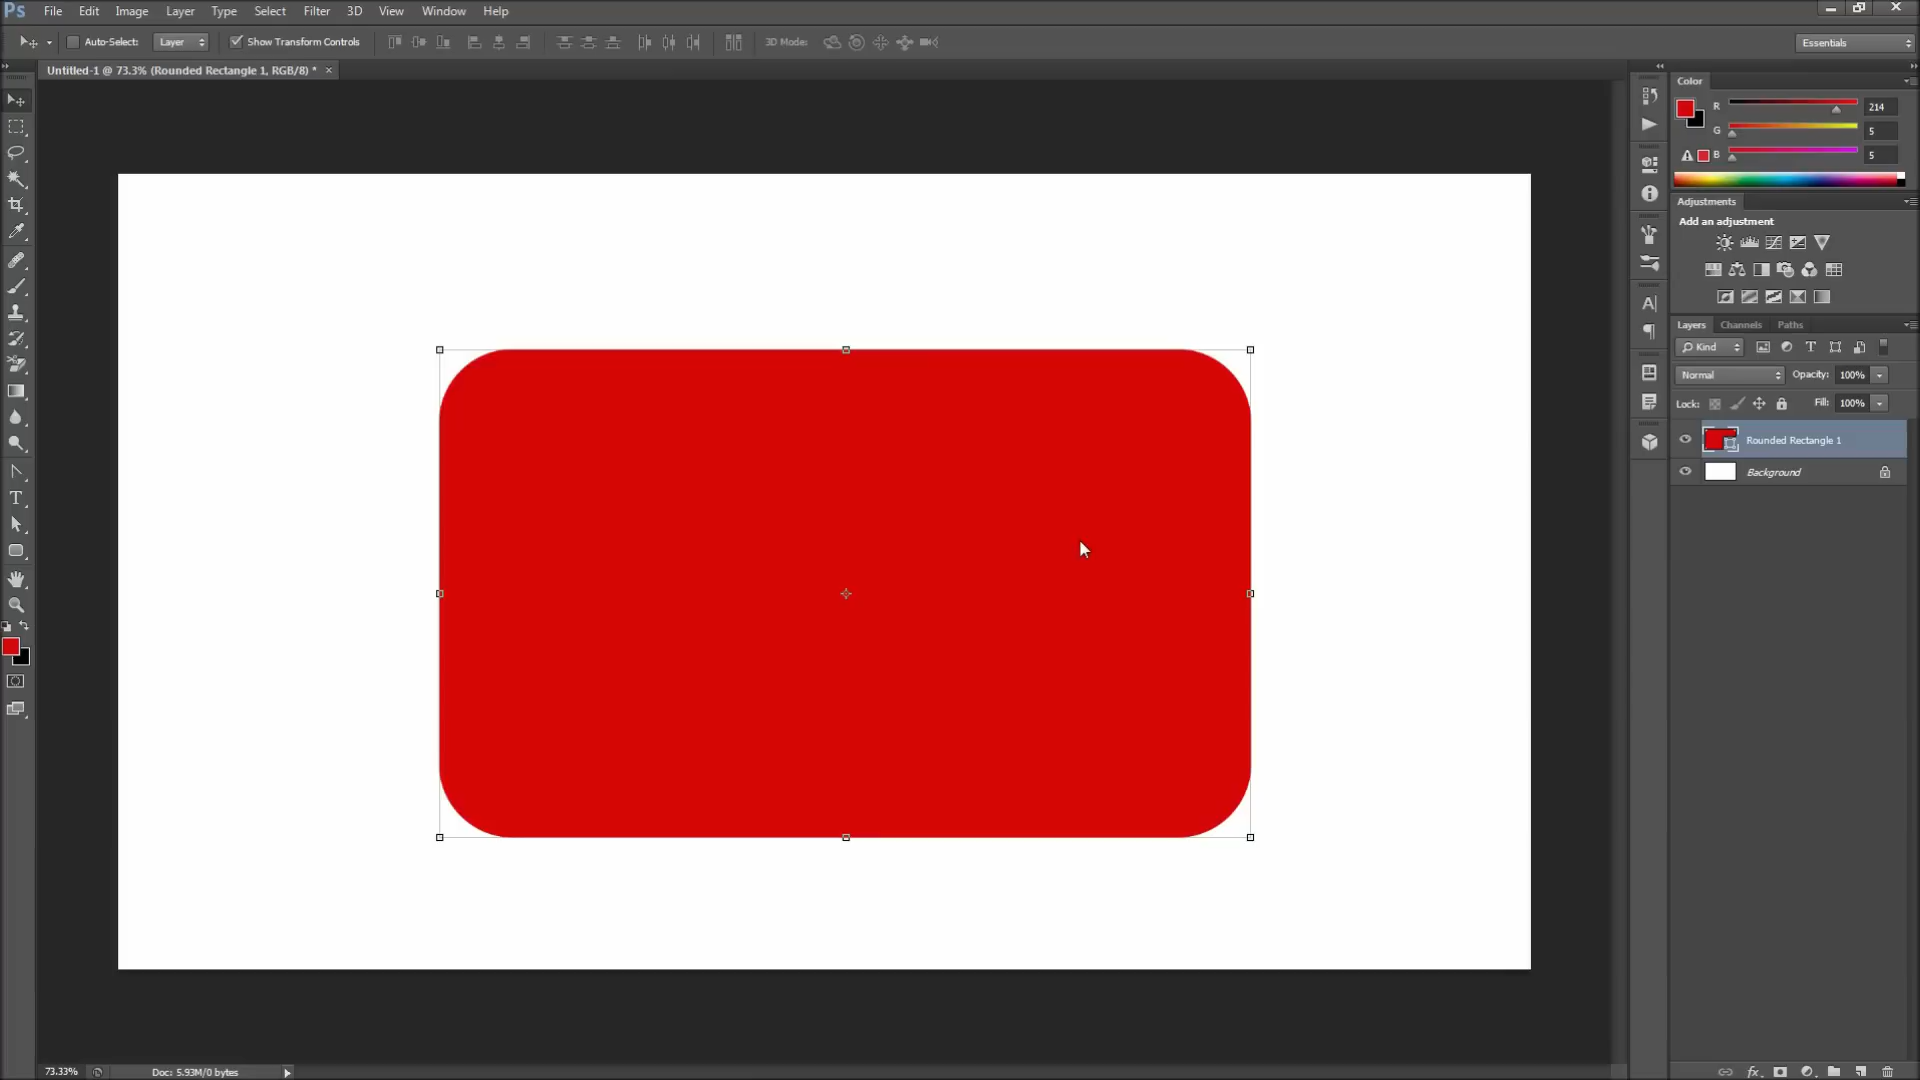 Ps File Edit Image Layer Type Select Filter 3D View Window Help
Auto-Select: Layer Show Transform Controls 3D Mode: Essentials
Untitled-1 @ 73.3% (Rounded Rectangle 1, RGB/8) * ×
Color
R 214
G 5
B 5
Adjustments
Add an adjustment
Layers Channels Paths
Kind
Normal Opacity: 100%
Lock: Fill: 100%
Rounded Rectangle 1
Background
73.33% Doc: 5.93M/0 bytes
fx